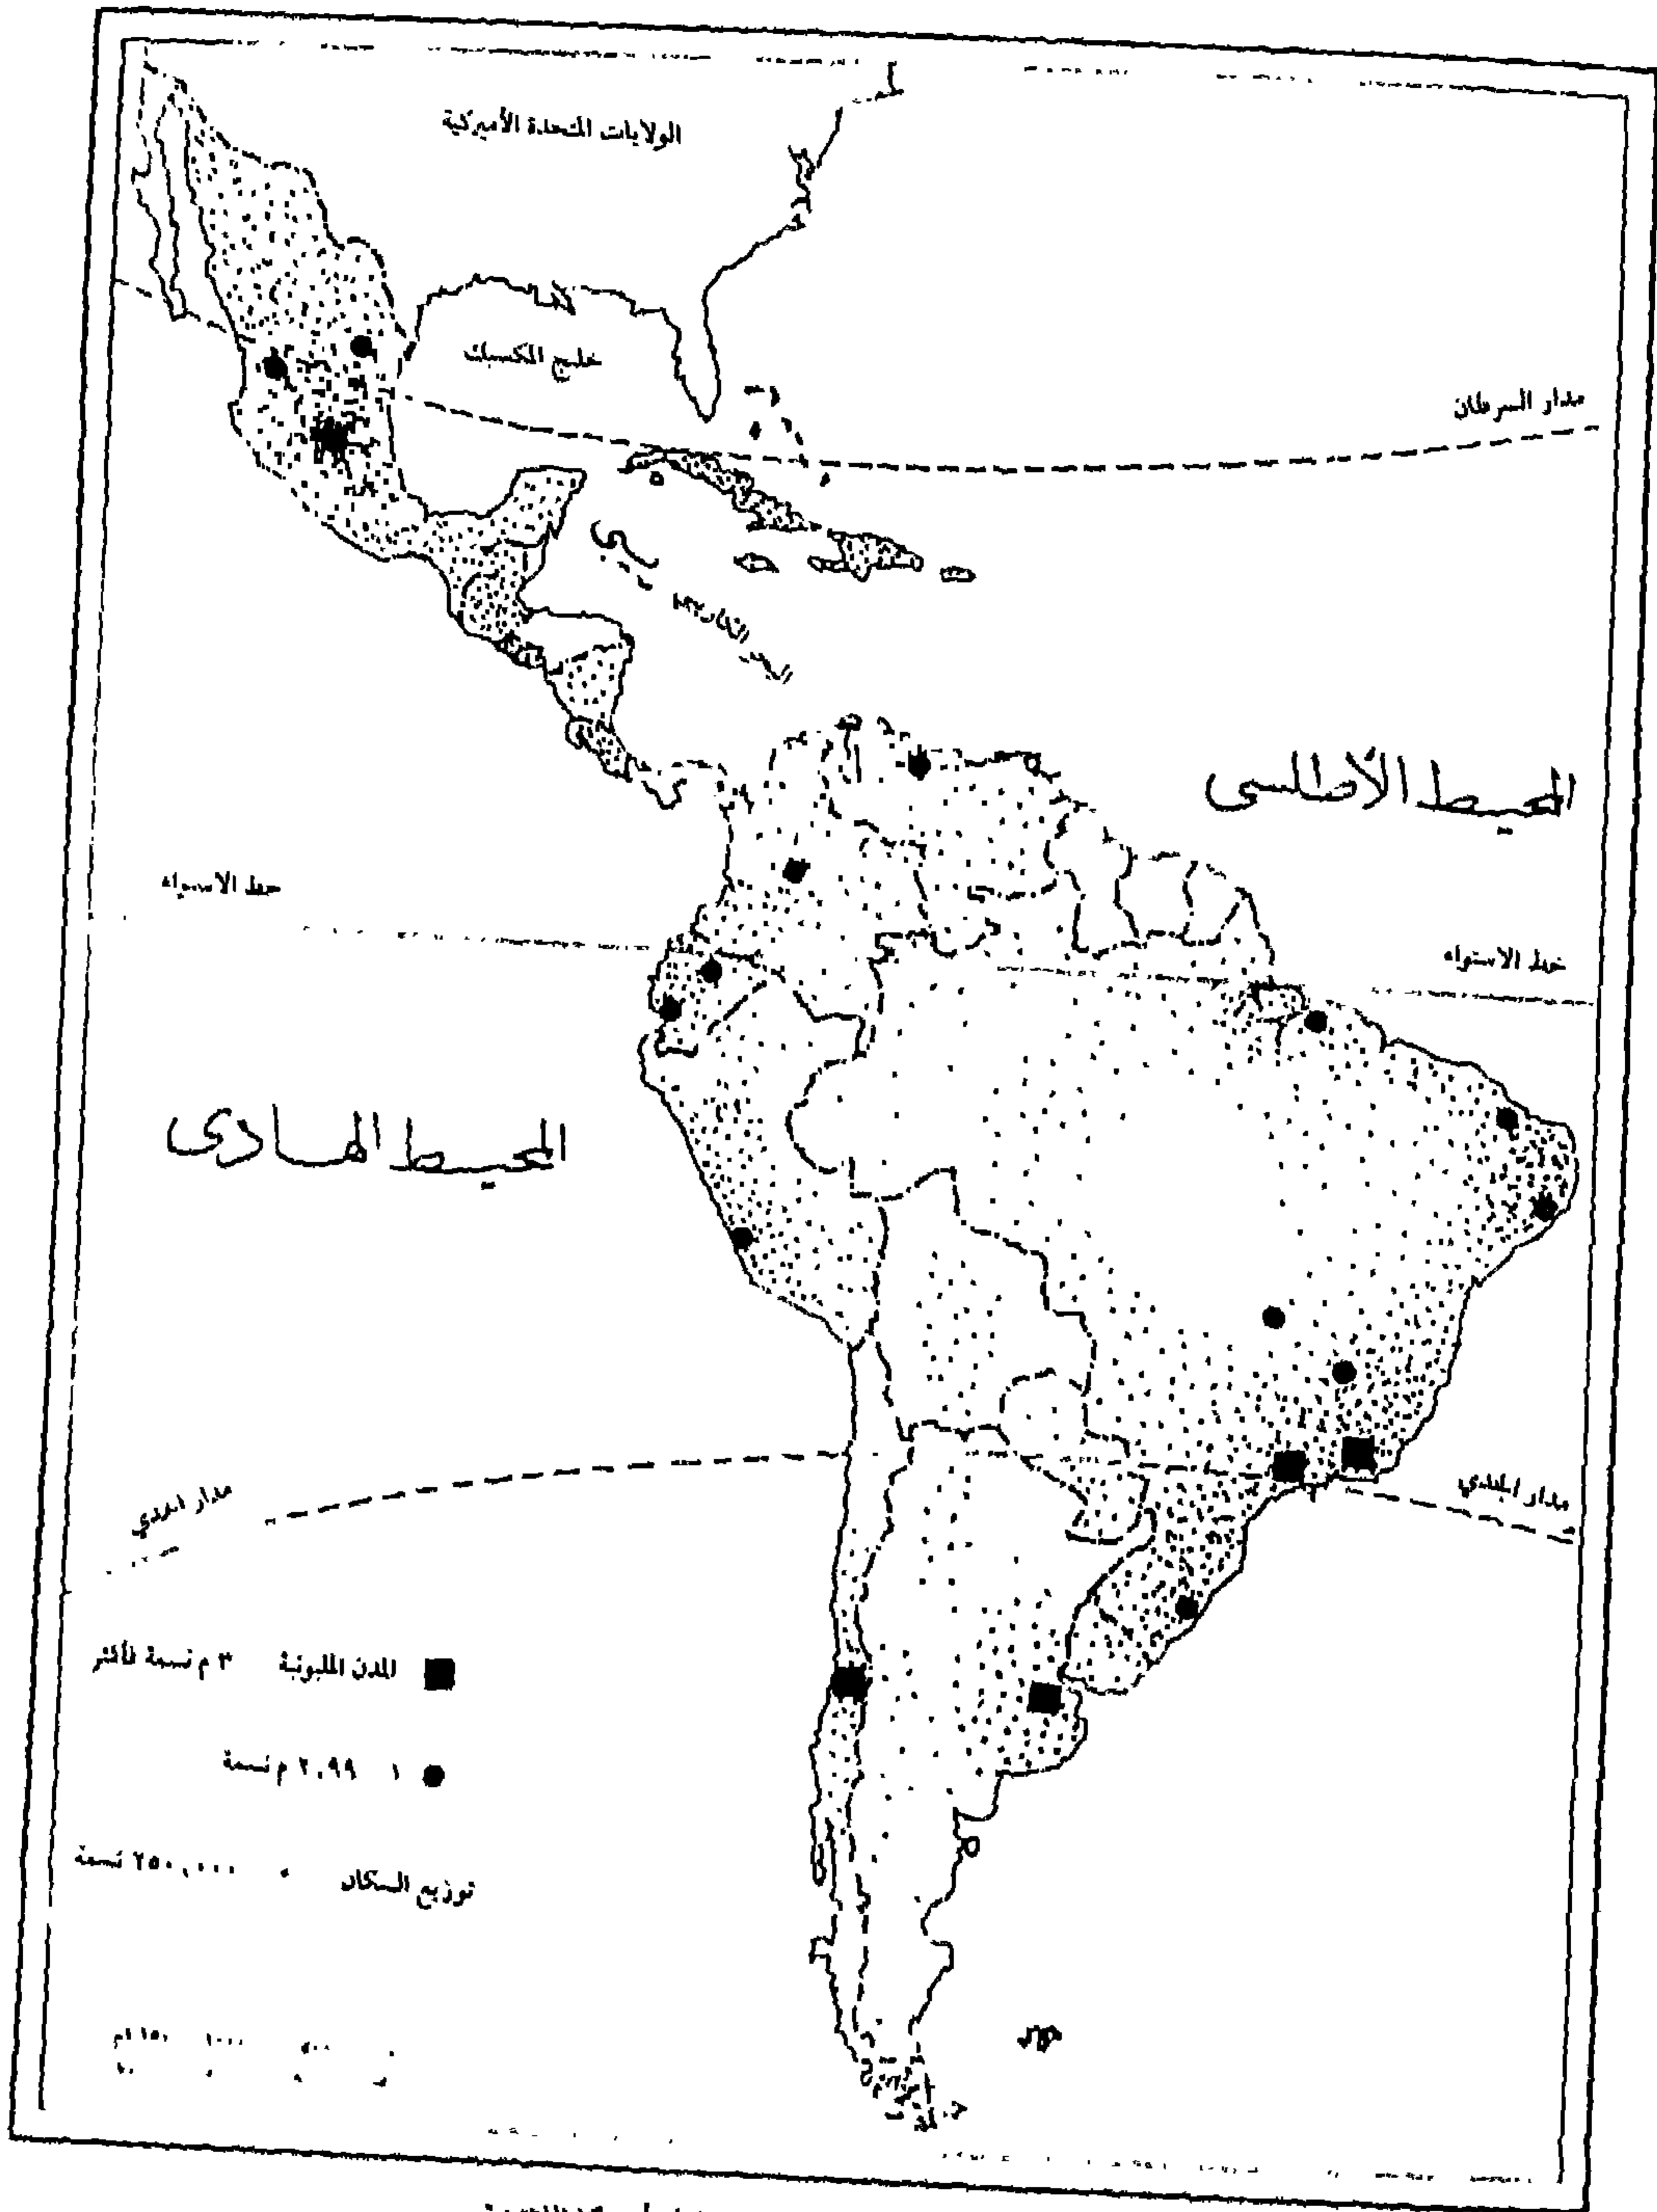 الولايات المتحدة الأميركية
خليج المكسيك
مدار السرطان
المحيط الأطلسى
خط الاستواء
خط الاستواء
المحيط الهادى
مدار الجدي
مدار
المدن المليونية ٣ م نسمة فأكثر
١ ٢,٩٩ م نسمة
توزيع السكان ٢٥٠,٠٠٠ نسمة